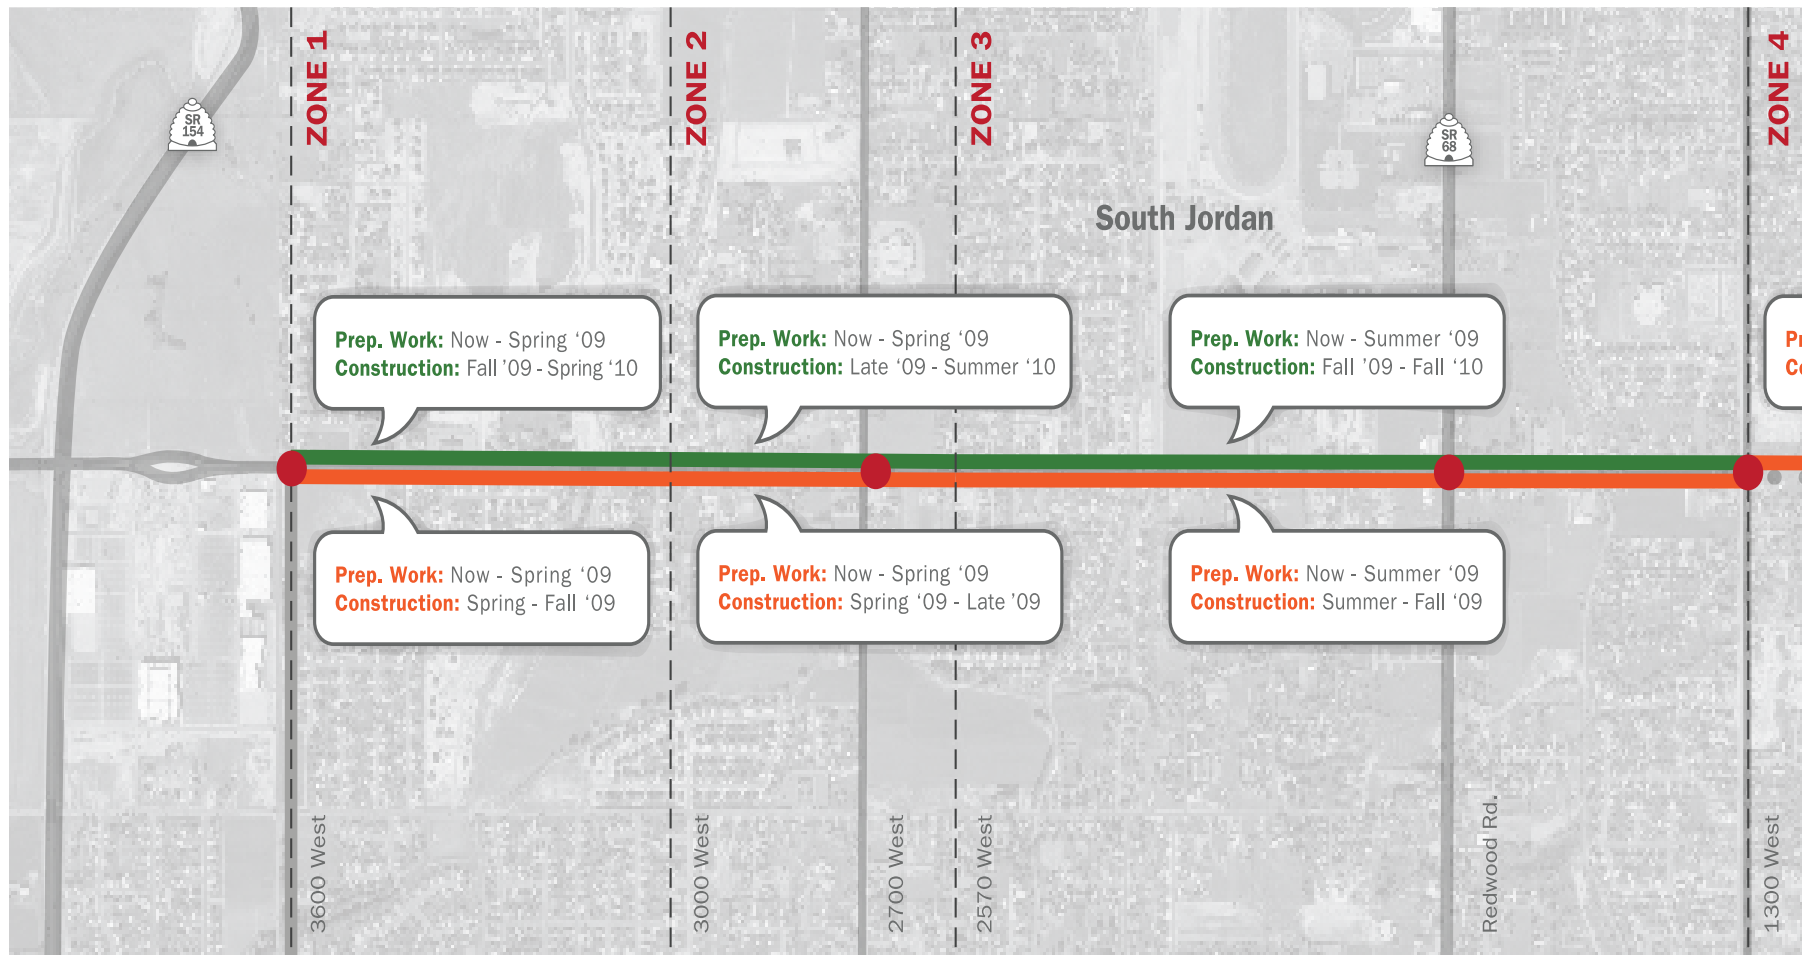 ZONE 1
ZONE 2
ZONE 3
ZONE 4
SR
154
SR
68
South Jordan
Prep. Work: Now - Spring ‘09
Construction: Fall ’09 - Spring ‘10
Prep. Work: Now - Spring ‘09
Construction: Late ‘09 - Summer ‘10
Prep. Work: Now - Summer ‘09
Construction: Fall ‘09 - Fall ‘10
Prep. Work: Now - Spring ‘09
Construction: Spring - Fall ‘09
Prep. Work: Now - Spring ‘09
Construction: Spring ‘09 - Late ’09
Prep. Work: Now - Summer ‘09
Construction: Summer - Fall ‘09
3600 West
3000 West
2700 West
2570 West
Redwood Rd.
1300 West